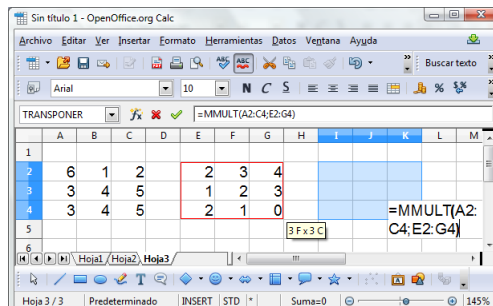 Sin título 1 - OpenOffice.org Calc
Archivo Editar Ver Insertar Formato Herramientas Datos Ventana Ayuda
ABC ABC Buscar texto
Arial 10 N C S %
TRANSPONER =MMULT(A2:C4;E2:G4)
A B C D E F G H I J K L M
1
2 6 1 2 2 3 4
3 3 4 5 1 2 3
4 3 4 5 2 1 0 =MMULT(A2:
5 3 F x 3 C C4;E2:G4)
6
Hoja1 Hoja2 Hoja3
Hoja 3 / 3 Predeterminado INSERT STD * Suma=0 145%